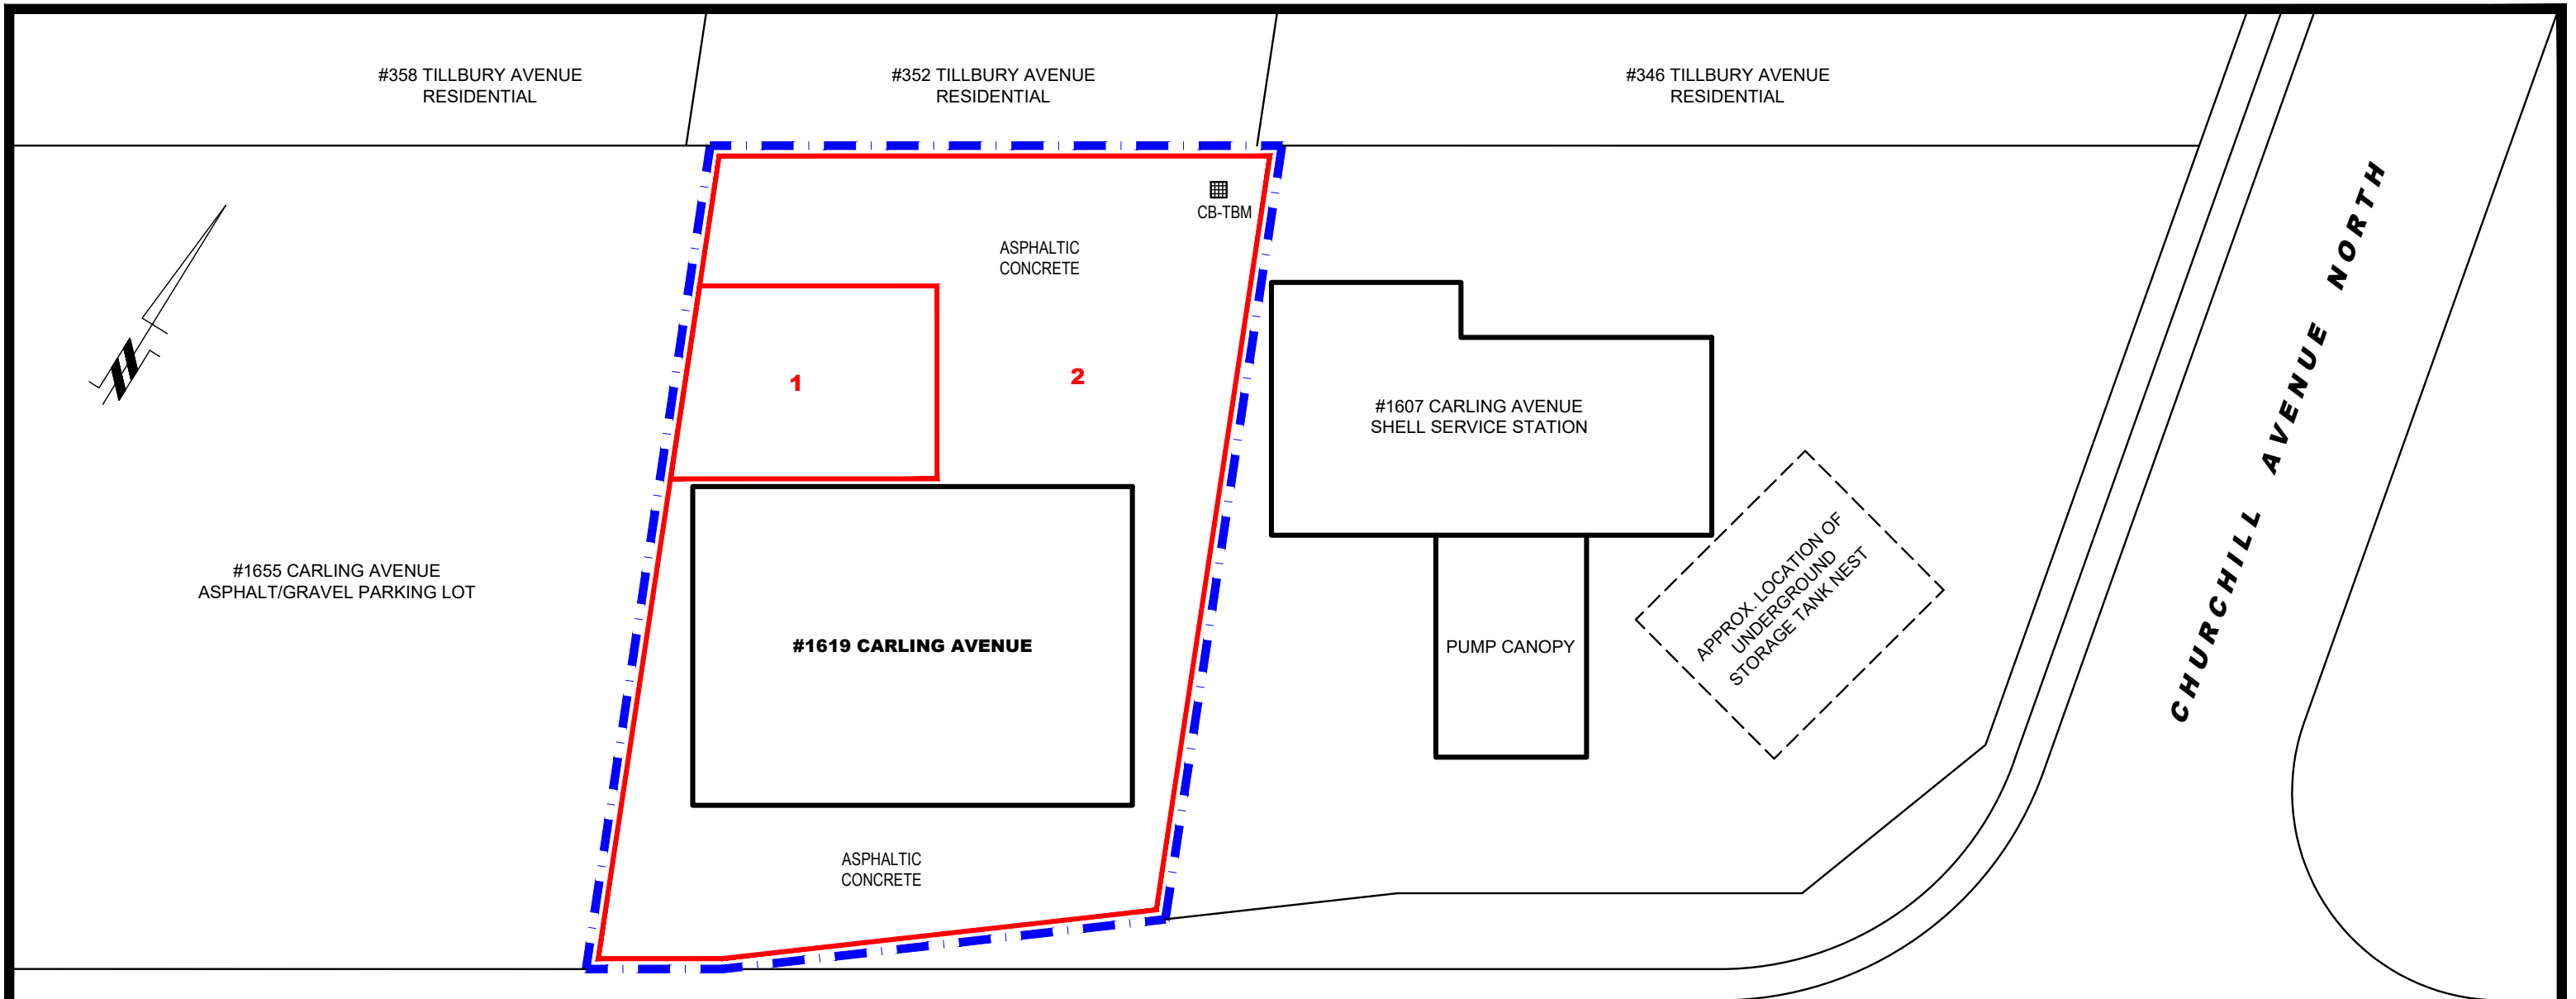 #358 TILLBURY AVENUE
RESIDENTIAL
#352 TILLBURY AVENUE
RESIDENTIAL
#346 TILLBURY AVENUE
RESIDENTIAL
CB-TBM
ASPHALTIC
CONCRETE
1
2
#1607 CARLING AVENUE
SHELL SERVICE STATION
CHURCHILL AVENUE NORTH
#1655 CARLING AVENUE
ASPHALT/GRAVEL PARKING LOT
#1619 CARLING AVENUE
PUMP CANOPY
APPROX. LOCATION OF
UNDERGROUND
STORAGE TANK NEST
ASPHALTIC
CONCRETE